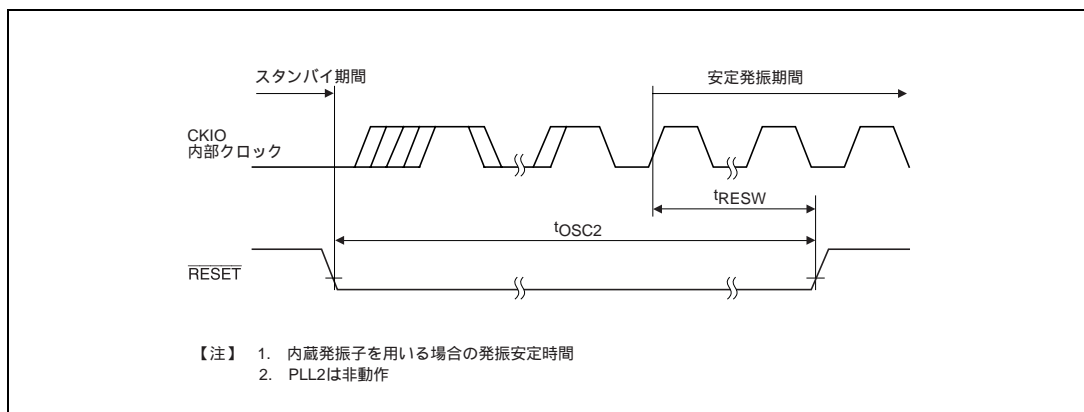 スタンバイ期間
安定発振期間
CKIO
内部クロック
tRESW
tOSC2
RESET
【注】 1. 内蔵発振子を用いる場合の発振安定時間
2. PLL2は非動作